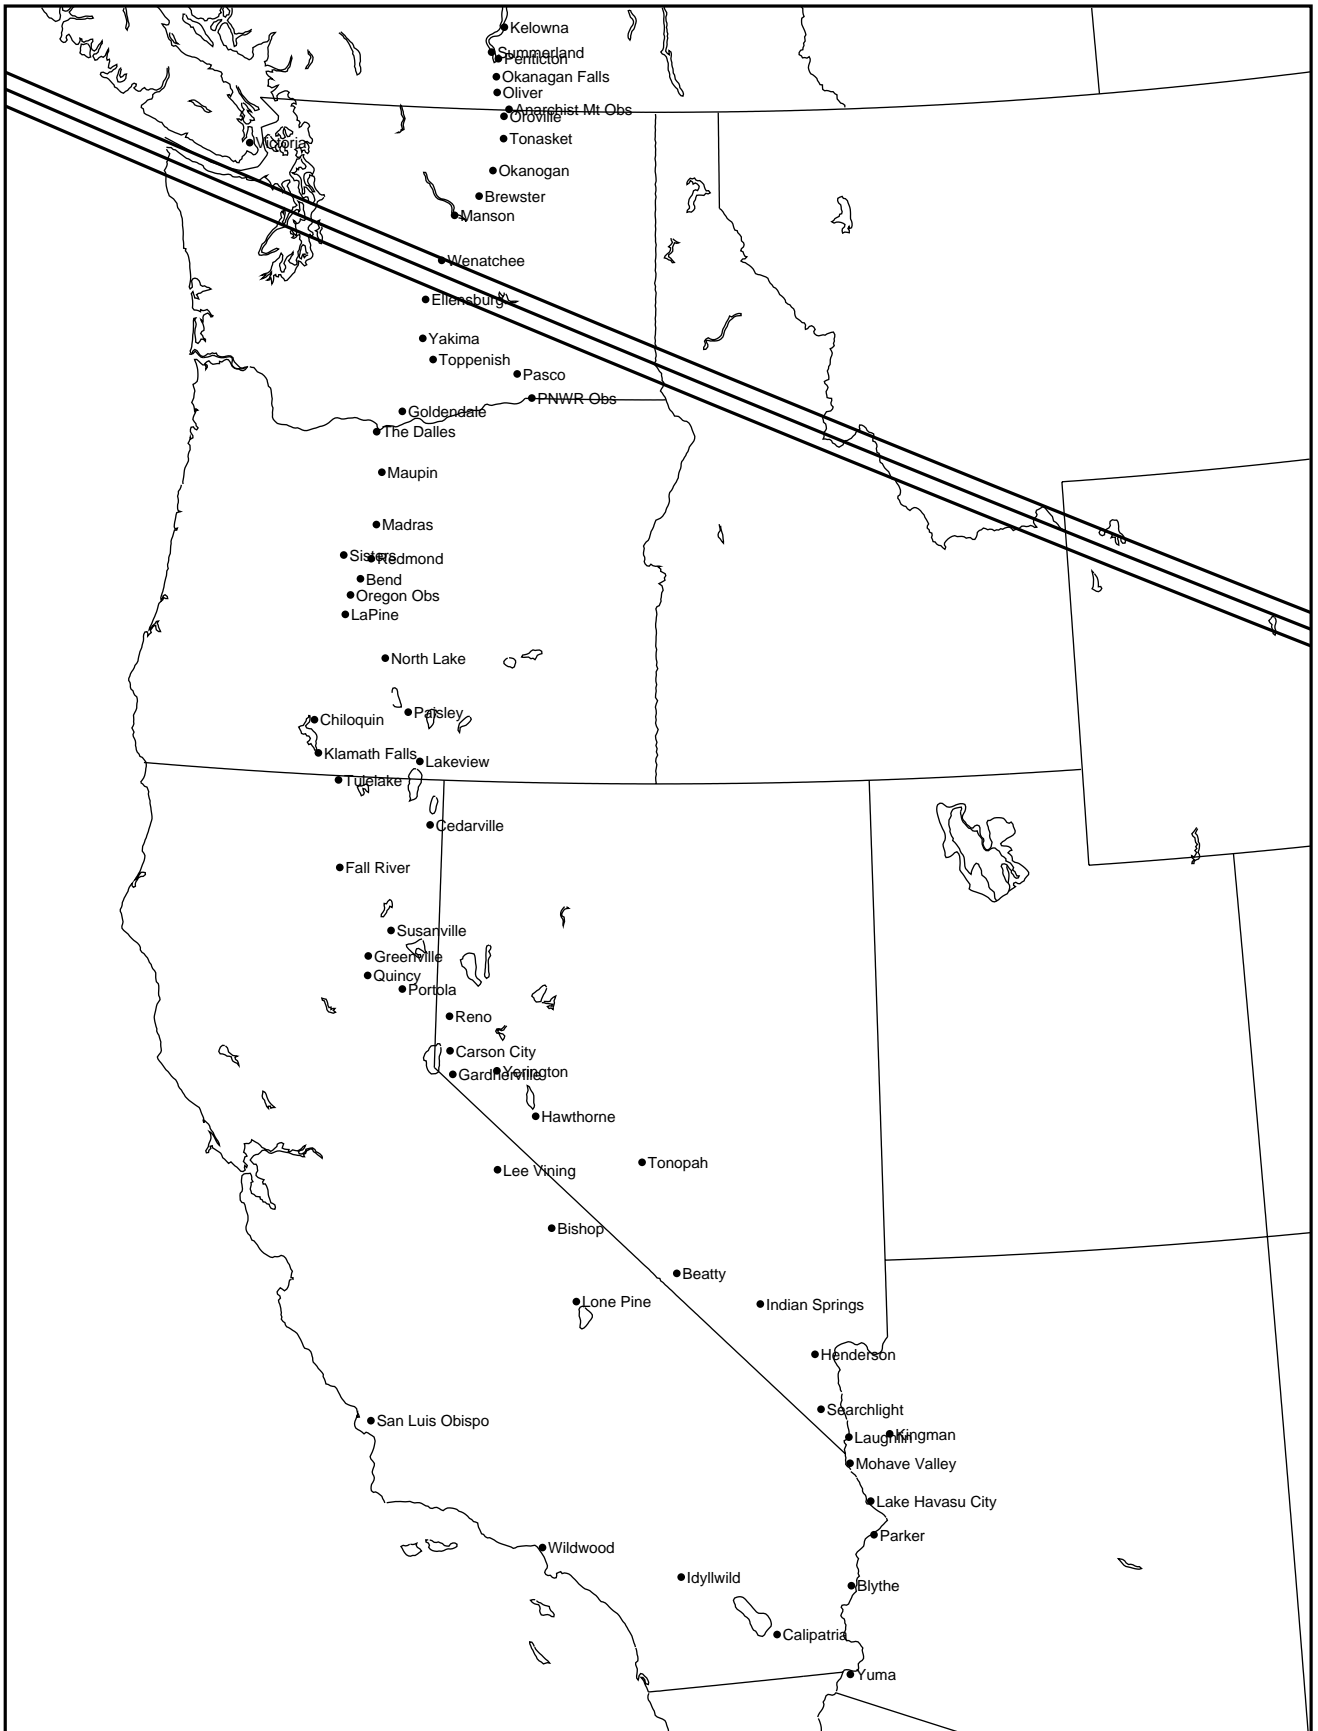 Kelowna
Summerland
Penticton
Okanagan Falls
Oliver
Anarchist Mt Obs
Oroville
Tonasket
Victoria
Okanogan
Brewster
Manson
Wenatchee
Ellensburg
Yakima
Toppenish
Pasco
PNWR Obs
Goldendale
The Dalles
Maupin
Madras
Sisters
Redmond
Bend
Oregon Obs
LaPine
North Lake
Paisley
Chiloquin
Klamath Falls
Lakeview
Tulelake
Cedarville
Fall River
Susanville
Greenville
Quincy
Portola
Reno
Carson City
Yerington
Gardnerville
Hawthorne
Tonopah
Lee Vining
Bishop
Beatty
Lone Pine
Indian Springs
Henderson
Searchlight
San Luis Obispo
Kingman
Laughlin
Mohave Valley
Lake Havasu City
Parker
Wildwood
Idyllwild
Blythe
Calipatria
Yuma